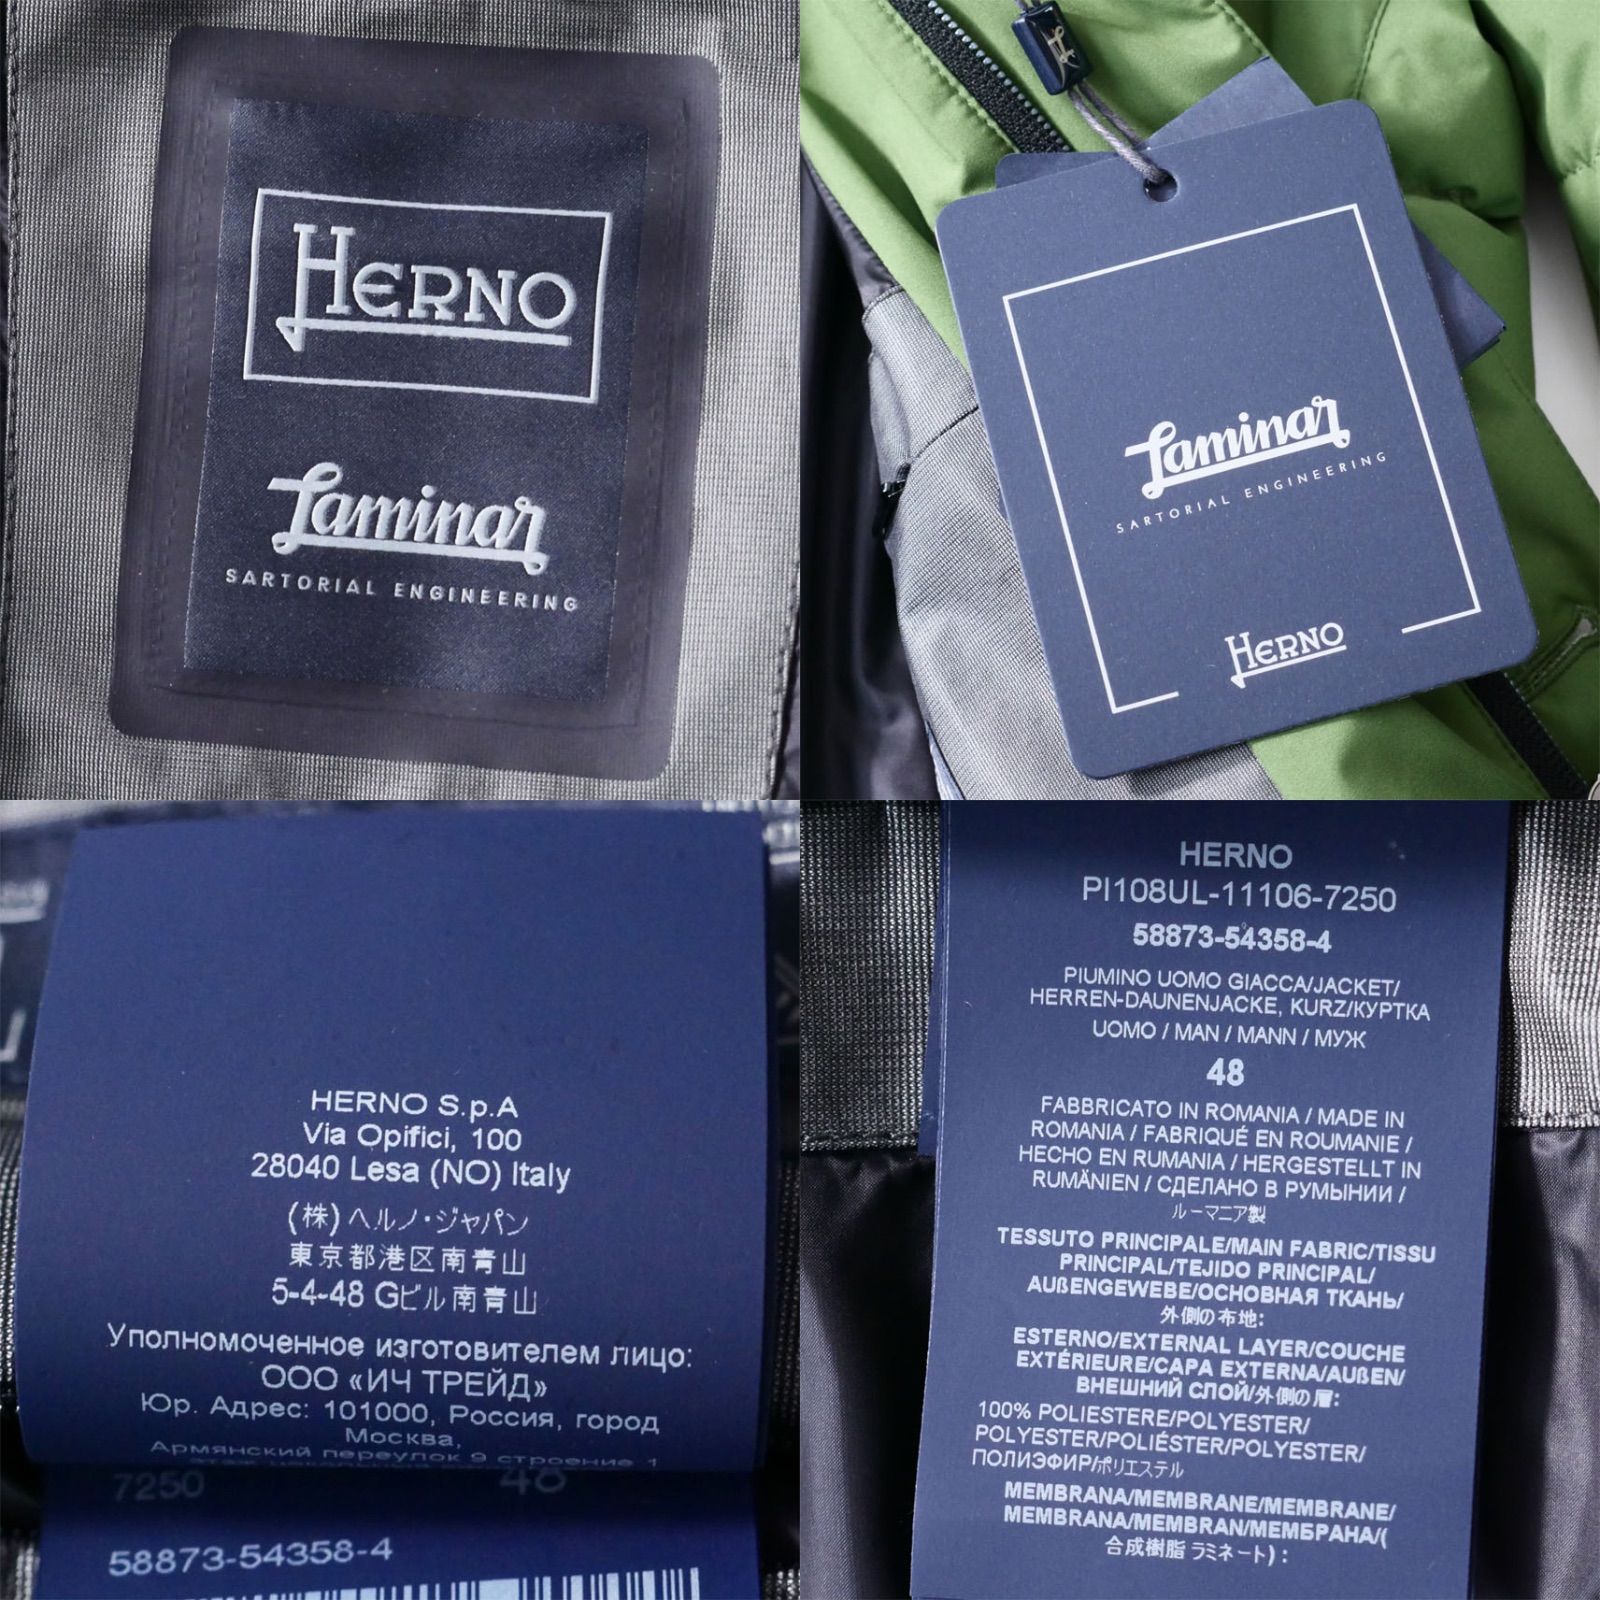 HERNO
Laminar
SARTORIAL ENGINEERING
Laminar
SARTORIAL ENGINEERING
HERNO
HERNO S.p.A
Via Opifici, 100
28040 Lesa (NO) Italy
(株)ヘルノ・ジャパン
東京都港区南青山
5-4-48 Gビル南青山
Уполномоченное изготовителем лицо:
ООО «ИЧ ТРЕЙД»
Юр. Адрес: 101000, Россия, город
Москва,
Армянский переулок 9 строение 1
7250 48
58873-54358-4
HERNO
PI108UL-11106-7250
58873-54358-4
PIUMINO UOMO GIACCA/JACKET/
HERREN-DAUNENJACKE, KURZ/КУРТКА
UOMO / MAN / MANN / МУЖ
48
FABBRICATO IN ROMANIA / MADE IN
ROMANIA / FABRIQUÉ EN ROUMANIE /
HECHO EN RUMANIA / HERGESTELLT IN
RUMÄNIEN / СДЕЛАНО В РУМЫНИИ /
ルーマニア製
TESSUTO PRINCIPALE/MAIN FABRIC/TISSU
PRINCIPAL/TEJIDO PRINCIPAL/
AUßENGEWEBE/ОСНОВНАЯ ТКАНЬ/
外側の布地:
ESTERNO/EXTERNAL LAYER/COUCHE
EXTÉRIEURE/CAPA EXTERNA/AUßEN/
ВНЕШНИЙ СЛОЙ/外側の層:
100% POLIESTERE/POLYESTER/
POLYESTER/POLIÉSTER/POLYESTER/
ПОЛИЭФИР/ポリエステル
MEMBRANA/MEMBRANE/MEMBRANE/
MEMBRANA/MEMBRAN/МЕМБРАНА/(
合成樹脂 ラミネート):